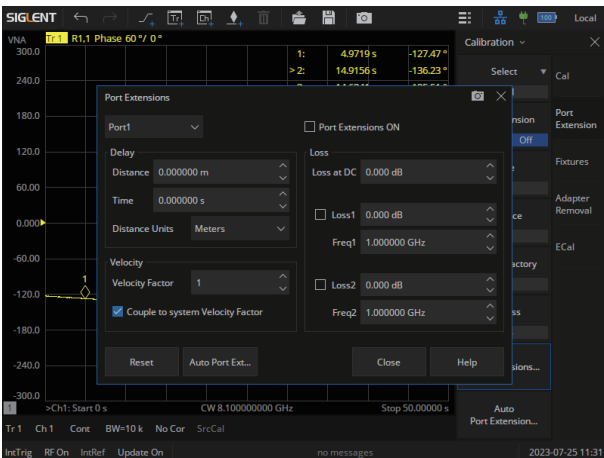 SIGLENT
100
Local
VNA
Tr 1 R1,1 Phase 60 °/ 0 °
Calibration
300.0
1: 4.9719 s -127.47 °
> 2: 14.9156 s -136.23 °
Select
Cal
240.0
Port Extensions
180.0
Port1
Port Extensions ON
Port
Extension
Off
120.0
Delay
Loss
Distance 0.000000 m
Loss at DC 0.000 dB
Fixtures
60.00
Time 0.000000 s
Adapter
Removal
Distance Units Meters
Loss1 0.000 dB
0.000
Freq1 1.000000 GHz
ECal
-60.00
Velocity
Velocity Factor 1
Loss2 0.000 dB
1
-120.0
Couple to system Velocity Factor
Freq2 1.000000 GHz
-180.0
Reset
Auto Port Ext...
Close
Help
sions...
-240.0
-300.0
1 >Ch1: Start 0 s CW 8.100000000 GHz Stop 50.00000 s
Auto
Port Extension...
Tr 1 Ch 1 Cont BW=10 k No Cor SrcCal
IntTrig RF On IntRef Update On no messages 2023-07-25 11:31